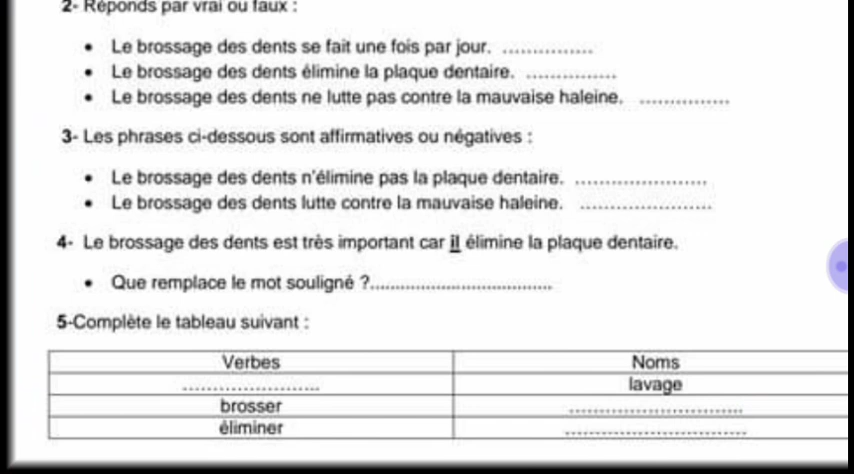 2- Réponds par vrai ou faux :
• Le brossage des dents se fait une fois par jour. ...............
• Le brossage des dents élimine la plaque dentaire. ...............
• Le brossage des dents ne lutte pas contre la mauvaise haleine. ...............
3- Les phrases ci-dessous sont affirmatives ou négatives :
• Le brossage des dents n'élimine pas la plaque dentaire. ......................
• Le brossage des dents lutte contre la mauvaise haleine. ......................
4- Le brossage des dents est très important car il élimine la plaque dentaire.
• Que remplace le mot souligné ?....................................
5-Complète le tableau suivant :
Verbes Noms
....................... lavage
brosser .............................
éliminer ..............................